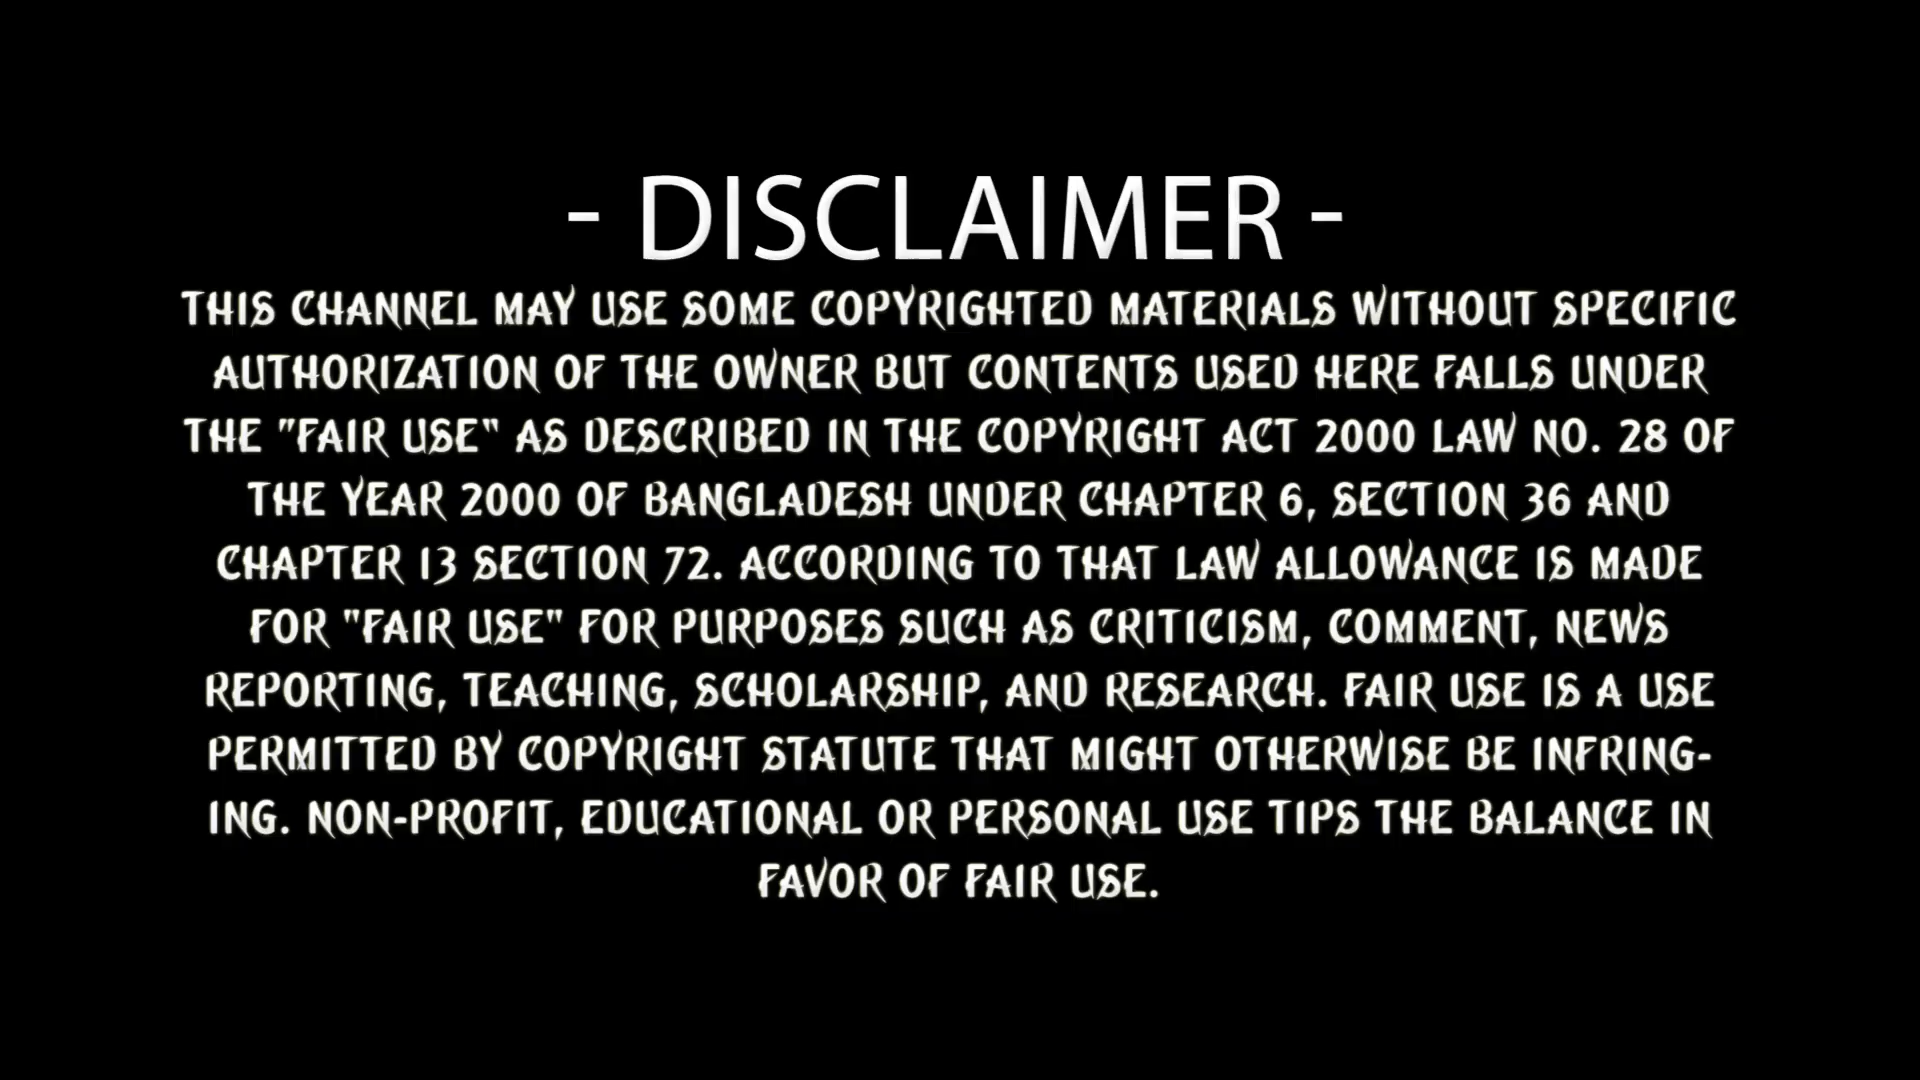 - DISCLAIMER -
THIS CHANNEL MAY USE SOME COPYRIGHTED MATERIALS WITHOUT SPECIFIC
AUTHORIZATION OF THE OWNER BUT CONTENTS USED HERE FALLS UNDER
THE "FAIR USE" AS DESCRIBED IN THE COPYRIGHT ACT 2000 LAW NO. 28 OF
THE YEAR 2000 OF BANGLADESH UNDER CHAPTER 6, SECTION 36 AND
CHAPTER 13 SECTION 72. ACCORDING TO THAT LAW ALLOWANCE IS MADE
FOR "FAIR USE" FOR PURPOSES SUCH AS CRITICISM, COMMENT, NEWS
REPORTING, TEACHING, SCHOLARSHIP, AND RESEARCH. FAIR USE IS A USE
PERMITTED BY COPYRIGHT STATUTE THAT MIGHT OTHERWISE BE INFRING-
ING. NON-PROFIT, EDUCATIONAL OR PERSONAL USE TIPS THE BALANCE IN
FAVOR OF FAIR USE.